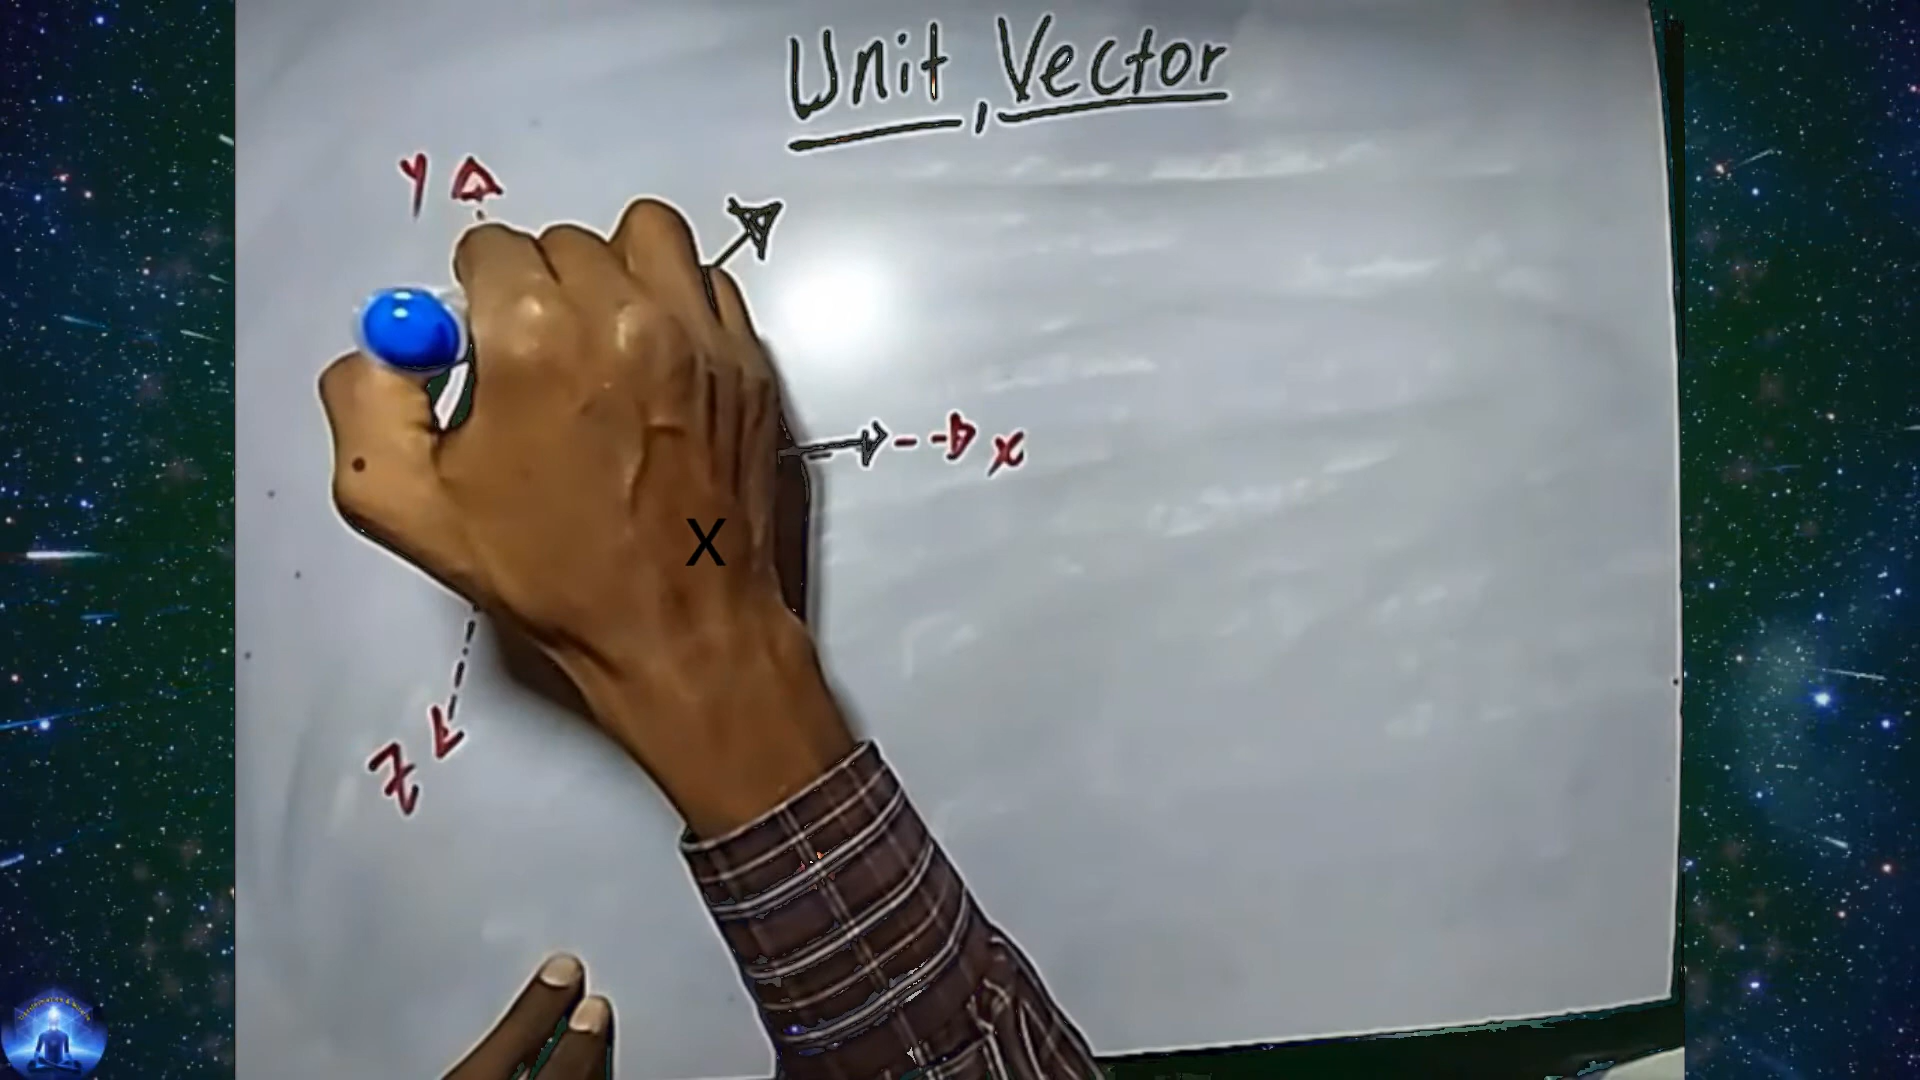 Unit, Vector
y
x
X
z